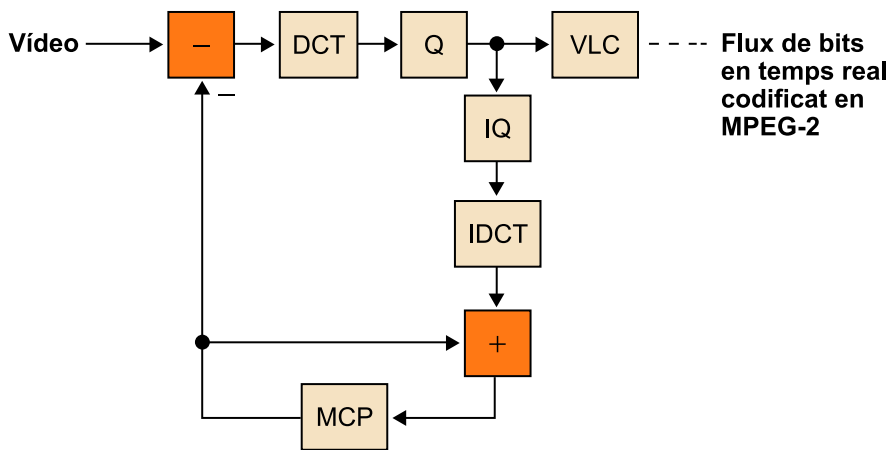 Vídeo
−
DCT
Q
VLC
Flux de bits
en temps real
codificat en
MPEG-2
−
IQ
IDCT
+
MCP